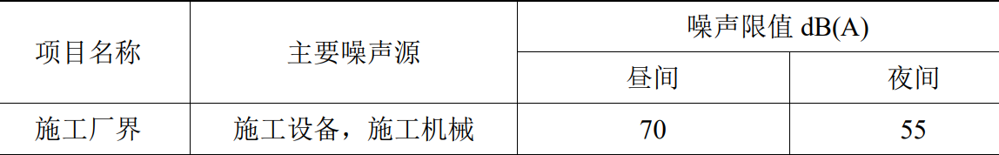 项目名称 主要噪声源 噪声限值 dB(A)
昼间 夜间
施工厂界 施工设备，施工机械 70 55